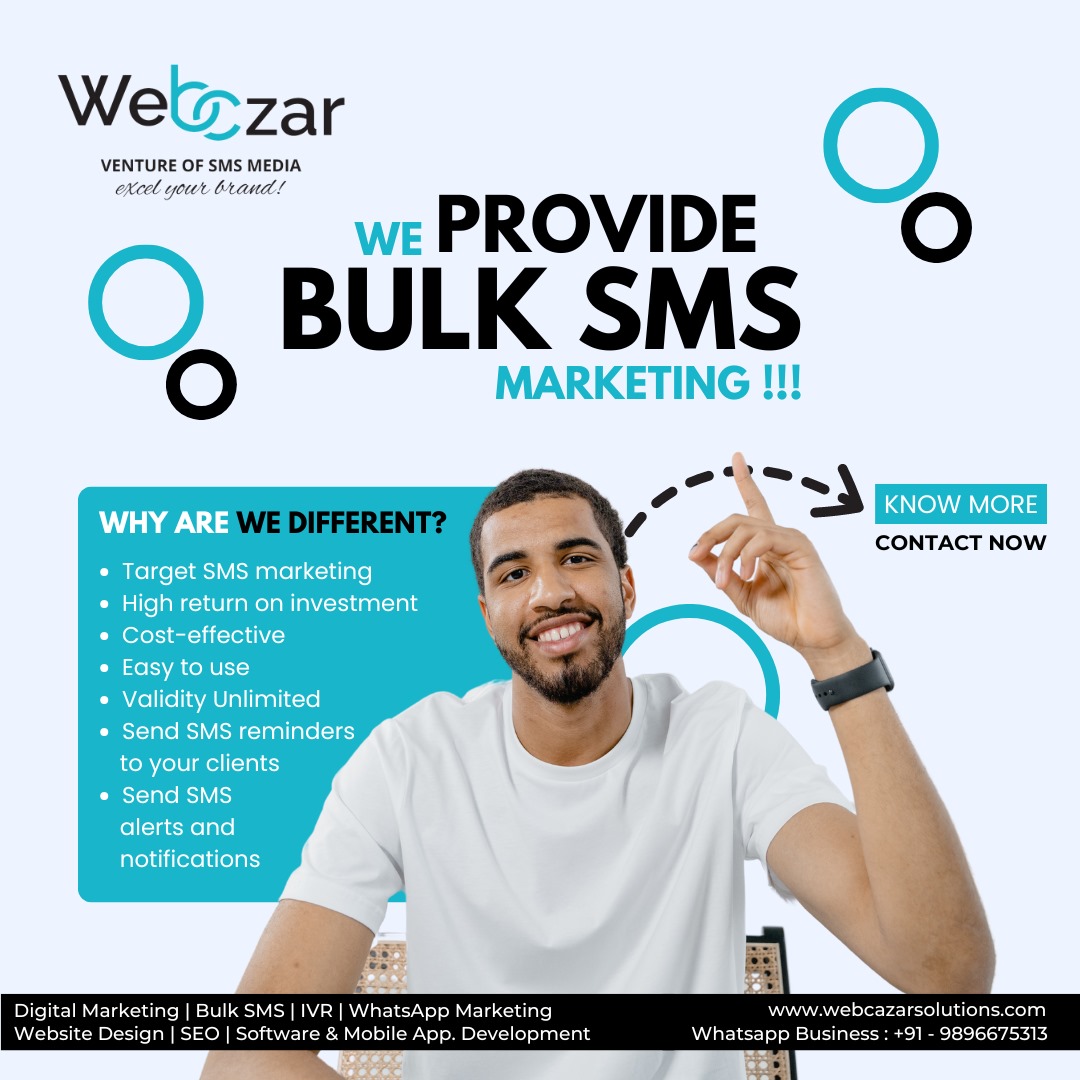 Webczar
VENTURE OF SMS MEDIA
excel your brand!
WE PROVIDE
BULK SMS
MARKETING !!!
KNOW MORE
CONTACT NOW
WHY ARE WE DIFFERENT?
• Target SMS marketing
• High return on investment
• Cost-effective
• Easy to use
• Validity Unlimited
• Send SMS reminders
to your clients
• Send SMS
alerts and
notifications
Digital Marketing | Bulk SMS | IVR | WhatsApp Marketing
Website Design | SEO | Software & Mobile App. Development
www.webcazarsolutions.com
Whatsapp Business : +91 - 9896675313